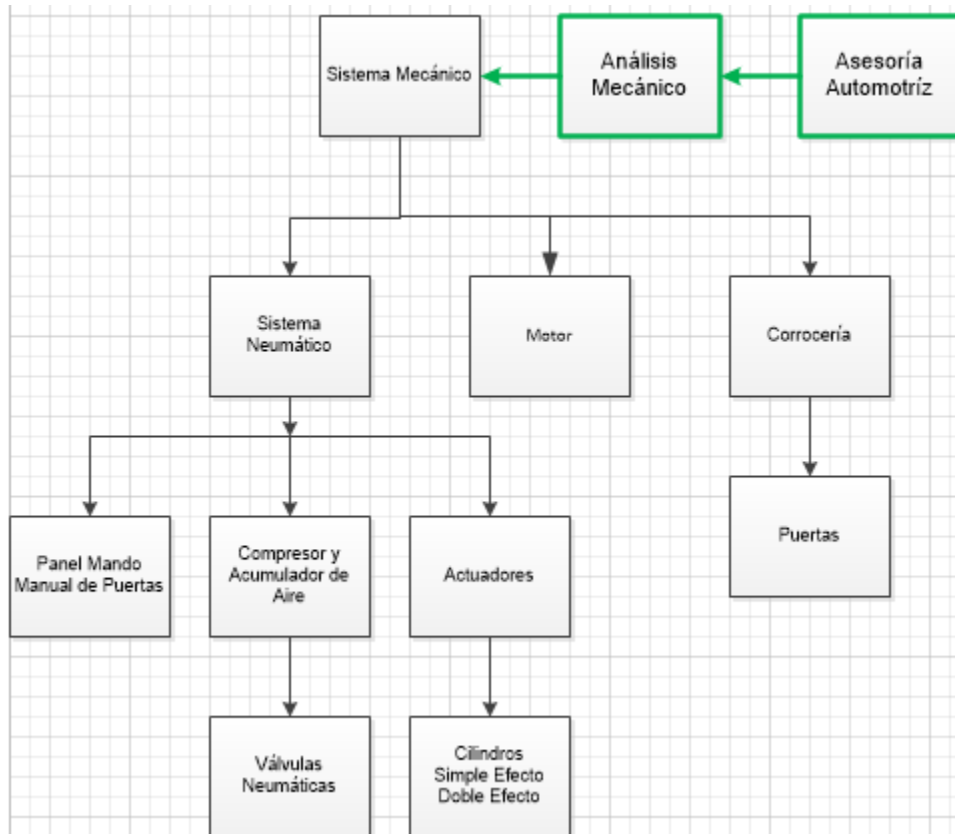 Sistema Mecánico
Análisis
Mecánico
Asesoría
Automotríz
Sistema
Neumático
Motor
Corrocería
Panel Mando
Manual de Puertas
Compresor y
Acumulador de
Aire
Actuadores
Puertas
Válvulas
Neumáticas
Cilindros
Simple Efecto
Doble Efecto